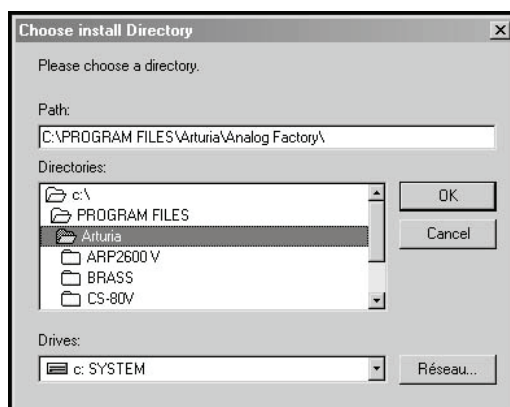 Choose install Directory
Please choose a directory.
Path:
C:\PROGRAM FILES\Arturia\Analog Factory\
Directories:
c:\
PROGRAM FILES
Arturia
ARP2600 V
BRASS
CS-80V
OK
Cancel
Drives:
c: SYSTEM
Réseau...